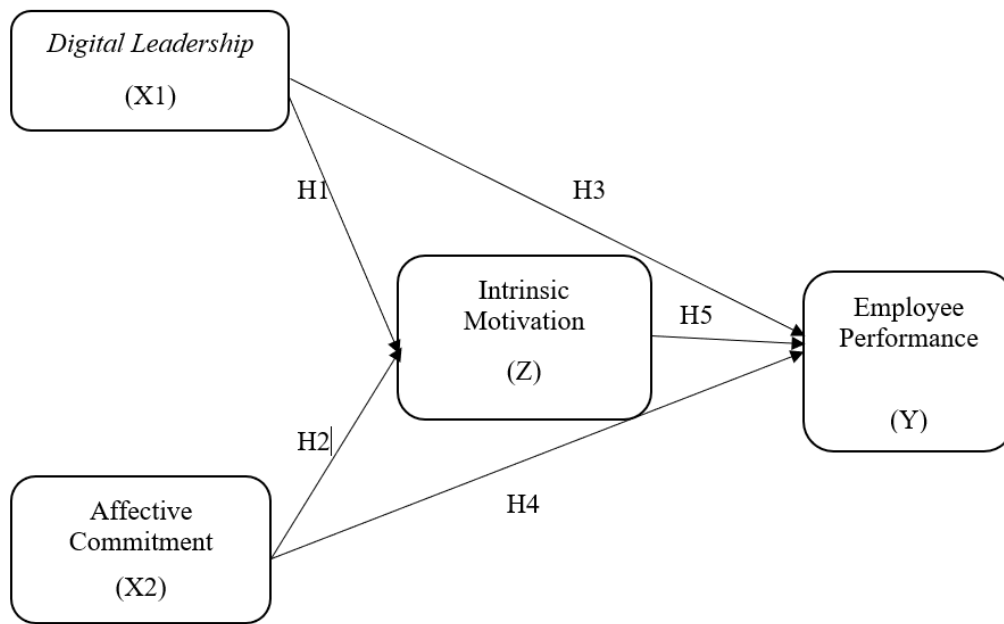 Digital Leadership
(X1)
H1
H3
Intrinsic
Motivation
(Z)
H5
Employee
Performance
(Y)
H2
H4
Affective
Commitment
(X2)